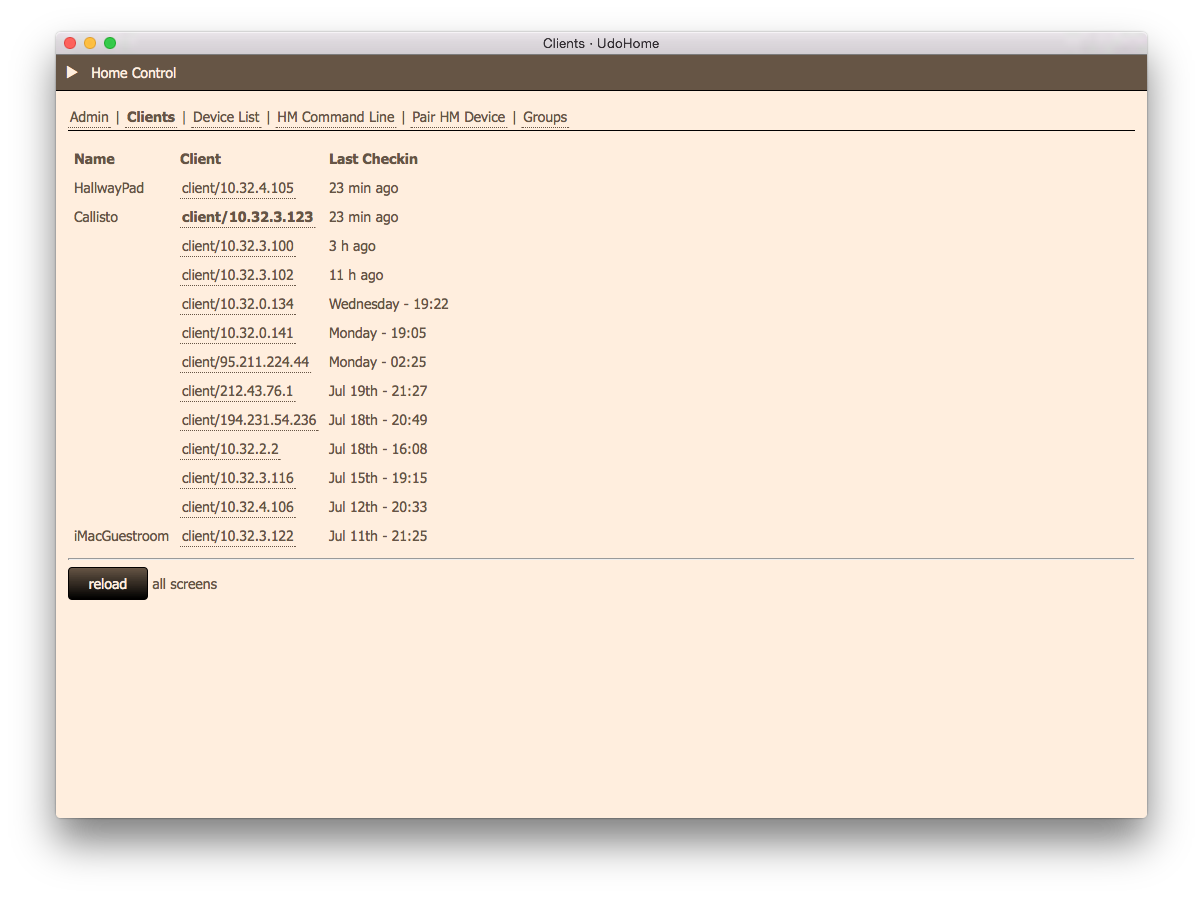 Clients · UdoHome
Home Control
Admin | Clients | Device List | HM Command Line | Pair HM Device | Groups
Name Client Last Checkin
HallwayPad client/10.32.4.105 23 min ago
Callisto client/10.32.3.123 23 min ago
client/10.32.3.100 3 h ago
client/10.32.3.102 11 h ago
client/10.32.0.134 Wednesday - 19:22
client/10.32.0.141 Monday - 19:05
client/95.211.224.44 Monday - 02:25
client/212.43.76.1 Jul 19th - 21:27
client/194.231.54.236 Jul 18th - 20:49
client/10.32.2.2 Jul 18th - 16:08
client/10.32.3.116 Jul 15th - 19:15
client/10.32.4.106 Jul 12th - 20:33
iMacGuestroom client/10.32.3.122 Jul 11th - 21:25
reload all screens